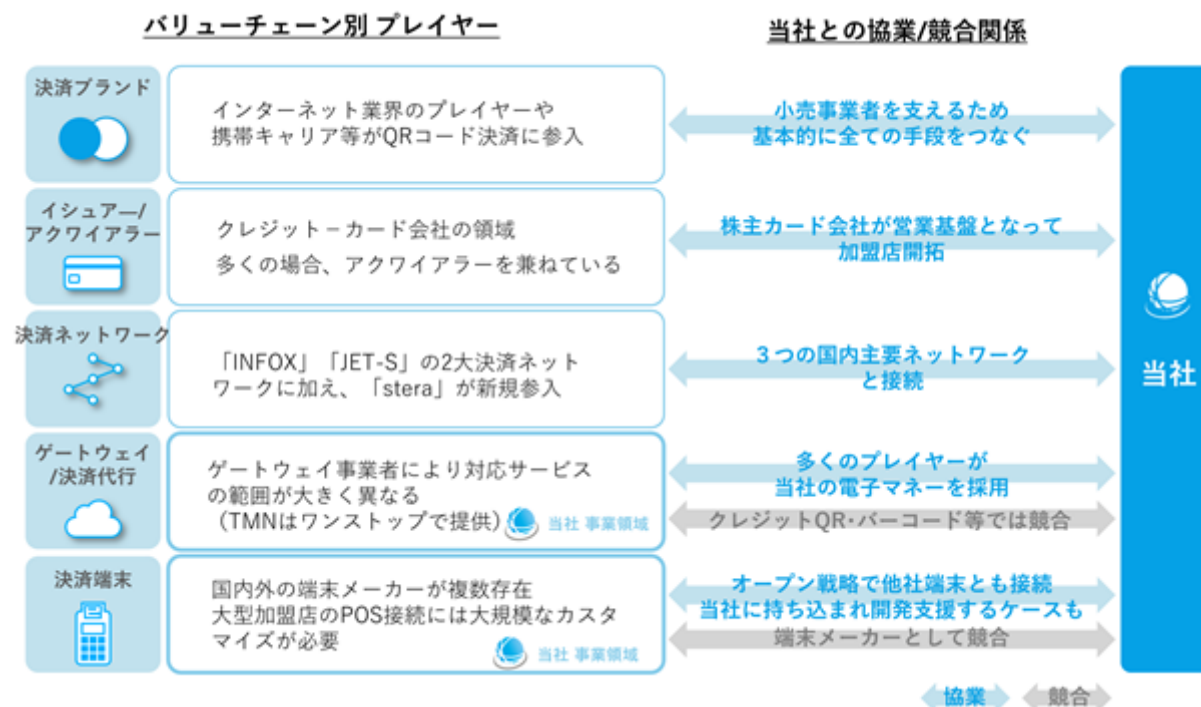 バリューチェーン別 プレイヤー
当社との協業/競合関係
決済ブランド
インターネット業界のプレイヤーや
携帯キャリア等がQRコード決済に参入
小売事業者を支えるため
基本的に全ての手段をつなぐ
イシュアー/
アクワイアラー
クレジット－カード会社の領域
多くの場合、アクワイアラーを兼ねている
株主カード会社が営業基盤となって
加盟店開拓
決済ネットワーク
「INFOX」「JET-S」の2大決済ネット
ワークに加え、「stera」が新規参入
３つの国内主要ネットワーク
と接続
当社
ゲートウェイ
/決済代行
ゲートウェイ事業者により対応サービス
の範囲が大きく異なる
（TMNはワンストップで提供）
当社 事業領域
多くのプレイヤーが
当社の電子マネーを採用
クレジットQR･バーコード等では競合
決済端末
国内外の端末メーカーが複数存在
大型加盟店のPOS接続には大規模なカスタ
マイズが必要
当社 事業領域
オープン戦略で他社端末とも接続
当社に持ち込まれ開発支援するケースも
端末メーカーとして競合
協業
競合